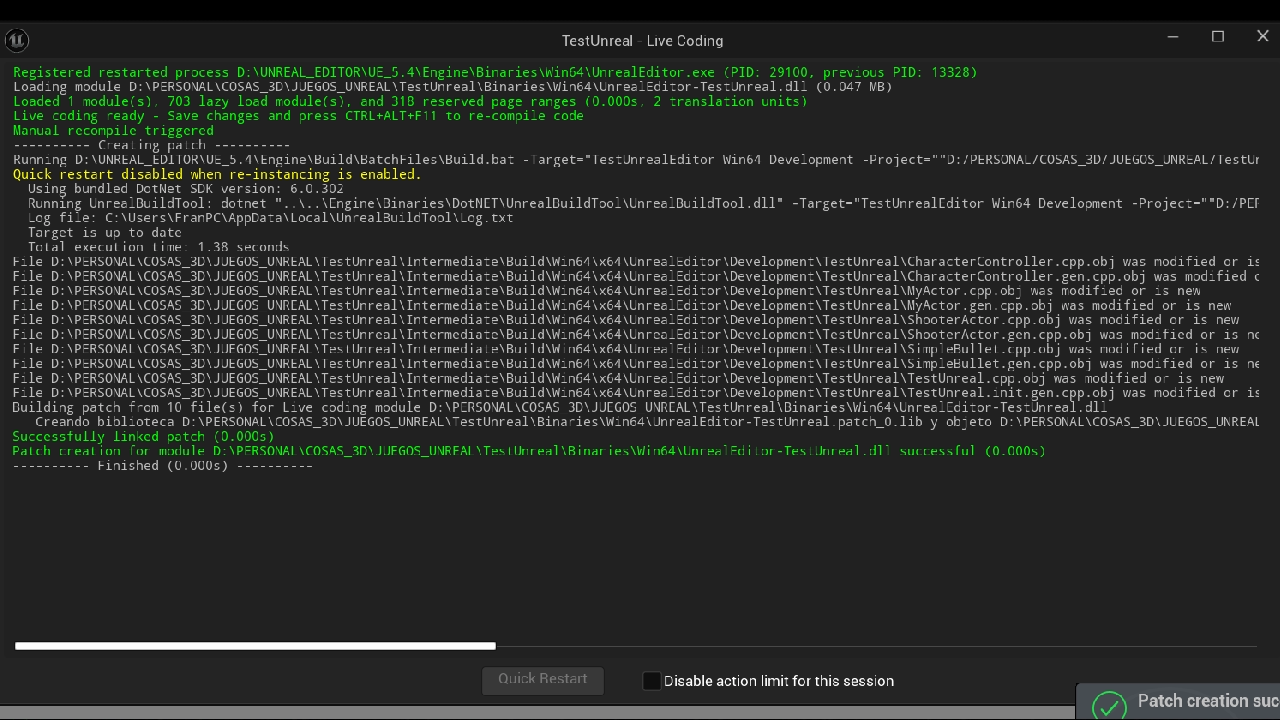 TestUnreal - Live Coding
Registered restarted process D:\UNREAL_EDITOR\UE_5.4\Engine\Binaries\Win64\UnrealEditor.exe (PID: 29100, previous PID: 13328)
Loading module D:\PERSONAL\COSAS_3D\JUEGOS_UNREAL\TestUnreal\Binaries\Win64\UnrealEditor-TestUnreal.dll (0.047 MB)
Loaded 1 module(s), 703 lazy load module(s), and 318 reserved page ranges (0.000s, 2 translation units)
Live coding ready - Save changes and press CTRL+ALT+F11 to re-compile code
Manual recompile triggered
---------- Creating patch ----------
Running D:\UNREAL_EDITOR\UE_5.4\Engine\Build\BatchFiles\Build.bat -Target="TestUnrealEditor Win64 Development -Project=""D:/PERSONAL/COSAS_3D/JUEGOS_UNREAL/TestUr
Quick restart disabled when re-instancing is enabled.
Using bundled DotNet SDK version: 6.0.302
Running UnrealBuildTool: dotnet "..\..\Engine\Binaries\DotNET\UnrealBuildTool\UnrealBuildTool.dll" -Target="TestUnrealEditor Win64 Development -Project=""D:/PEF
Log file: C:\Users\FranPC\AppData\Local\UnrealBuildTool\Log.txt
Target is up to date
Total execution time: 1.38 seconds
File D:\PERSONAL\COSAS_3D\JUEGOS_UNREAL\TestUnreal\Intermediate\Build\Win64\x64\UnrealEditor\Development\TestUnreal\CharacterController.cpp.obj was modified or is
File D:\PERSONAL\COSAS_3D\JUEGOS_UNREAL\TestUnreal\Intermediate\Build\Win64\x64\UnrealEditor\Development\TestUnreal\CharacterController.gen.cpp.obj was modified c
File D:\PERSONAL\COSAS_3D\JUEGOS_UNREAL\TestUnreal\Intermediate\Build\Win64\x64\UnrealEditor\Development\TestUnreal\MyActor.cpp.obj was modified or is new
File D:\PERSONAL\COSAS_3D\JUEGOS_UNREAL\TestUnreal\Intermediate\Build\Win64\x64\UnrealEditor\Development\TestUnreal\MyActor.gen.cpp.obj was modified or is new
File D:\PERSONAL\COSAS_3D\JUEGOS_UNREAL\TestUnreal\Intermediate\Build\Win64\x64\UnrealEditor\Development\TestUnreal\ShooterActor.cpp.obj was modified or is new
File D:\PERSONAL\COSAS_3D\JUEGOS_UNREAL\TestUnreal\Intermediate\Build\Win64\x64\UnrealEditor\Development\TestUnreal\ShooterActor.gen.cpp.obj was modified or is ne
File D:\PERSONAL\COSAS_3D\JUEGOS_UNREAL\TestUnreal\Intermediate\Build\Win64\x64\UnrealEditor\Development\TestUnreal\SimpleBullet.cpp.obj was modified or is new
File D:\PERSONAL\COSAS_3D\JUEGOS_UNREAL\TestUnreal\Intermediate\Build\Win64\x64\UnrealEditor\Development\TestUnreal\SimpleBullet.gen.cpp.obj was modified or is ne
File D:\PERSONAL\COSAS_3D\JUEGOS_UNREAL\TestUnreal\Intermediate\Build\Win64\x64\UnrealEditor\Development\TestUnreal\TestUnreal.cpp.obj was modified or is new
File D:\PERSONAL\COSAS_3D\JUEGOS_UNREAL\TestUnreal\Intermediate\Build\Win64\x64\UnrealEditor\Development\TestUnreal\TestUnreal.init.gen.cpp.obj was modified or is
Building patch from 10 file(s) for Live coding module D:\PERSONAL\COSAS_3D\JUEGOS_UNREAL\TestUnreal\Binaries\Win64\UnrealEditor-TestUnreal.dll
Creando biblioteca D:\PERSONAL\COSAS_3D\JUEGOS_UNREAL\TestUnreal\Binaries\Win64\UnrealEditor-TestUnreal.patch_0.lib y objeto D:\PERSONAL\COSAS_3D\JUEGOS_UNREAL
Successfully linked patch (0.000s)
Patch creation for module D:\PERSONAL\COSAS_3D\JUEGOS_UNREAL\TestUnreal\Binaries\Win64\UnrealEditor-TestUnreal.dll successful (0.000s)
---------- Finished (0.000s) ----------
Quick Restart
Disable action limit for this session
Patch creation suc